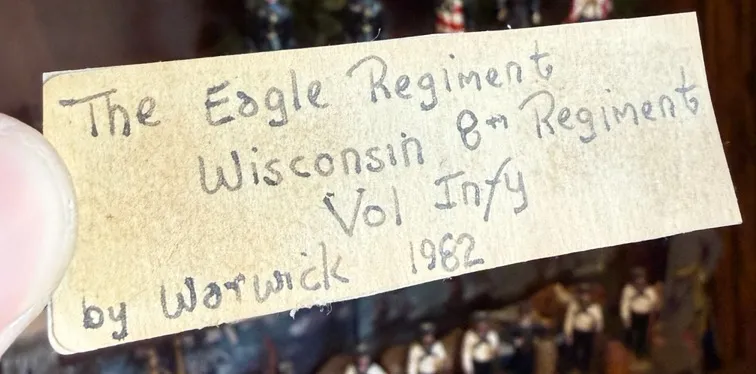 The Eagle Regiment
Wisconsin 8th Regiment
Vol Infy
by Warwick 1982